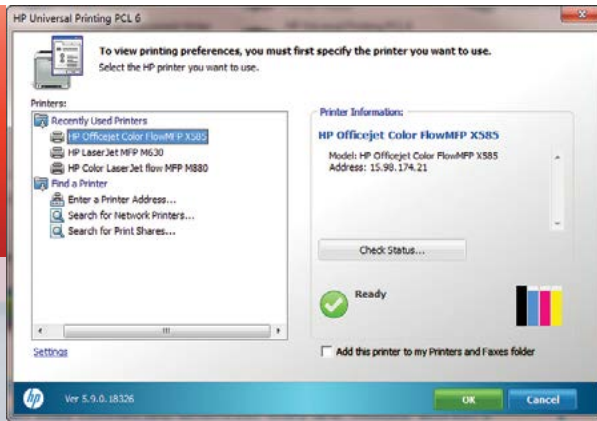 HP Universal Printing PCL 6
To view printing preferences, you must first specify the printer you want to use.
Select the HP printer you want to use.
Printers:
Recently Used Printers
HP Officejet Color FlowMFP X585
HP LaserJet MFP M630
HP Color LaserJet flow MFP M880
Find a Printer
Enter a Printer Address...
Search for Network Printers...
Search for Print Shares...
Settings
Printer Information:
HP Officejet Color FlowMFP X585
Model: HP Officejet Color FlowMFP X585
Address: 15.98.174.21
Check Status...
Ready
Add this printer to my Printers and Faxes folder
hp
Ver 5.9.0.18326
OK
Cancel